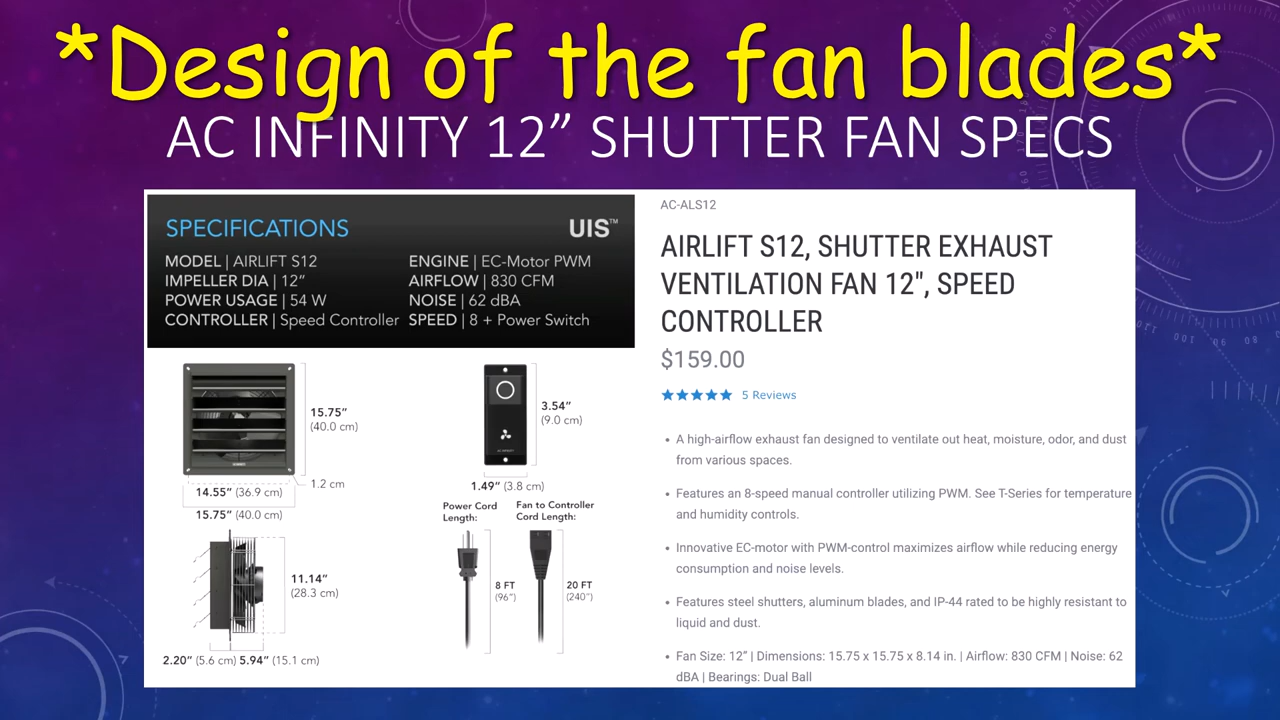 *Design of the fan blades*
AC INFINITY 12” SHUTTER FAN SPECS
SPECIFICATIONS
UIS™
MODEL | AIRLIFT S12
IMPELLER DIA | 12”
POWER USAGE | 54 W
CONTROLLER | Speed Controller
ENGINE | EC-Motor PWM
AIRFLOW | 830 CFM
NOISE | 62 dBA
SPEED | 8 + Power Switch
15.75”
(40.0 cm)
1.2 cm
14.55” (36.9 cm)
15.75” (40.0 cm)
3.54”
(9.0 cm)
1.49” (3.8 cm)
11.14”
(28.3 cm)
2.20” (5.6 cm) 5.94” (15.1 cm)
Power Cord
Length:
8 FT
(96”)
Fan to Controller
Cord Length:
20 FT
(240”)
AC-ALS12
AIRLIFT S12, SHUTTER EXHAUST
VENTILATION FAN 12", SPEED
CONTROLLER
$159.00
5 Reviews
• A high-airflow exhaust fan designed to ventilate out heat, moisture, odor, and dust
from various spaces.
• Features an 8-speed manual controller utilizing PWM. See T-Series for temperature
and humidity controls.
• Innovative EC-motor with PWM-control maximizes airflow while reducing energy
consumption and noise levels.
• Features steel shutters, aluminum blades, and IP-44 rated to be highly resistant to
liquid and dust.
• Fan Size: 12” | Dimensions: 15.75 x 15.75 x 8.14 in. | Airflow: 830 CFM | Noise: 62
dBA | Bearings: Dual Ball